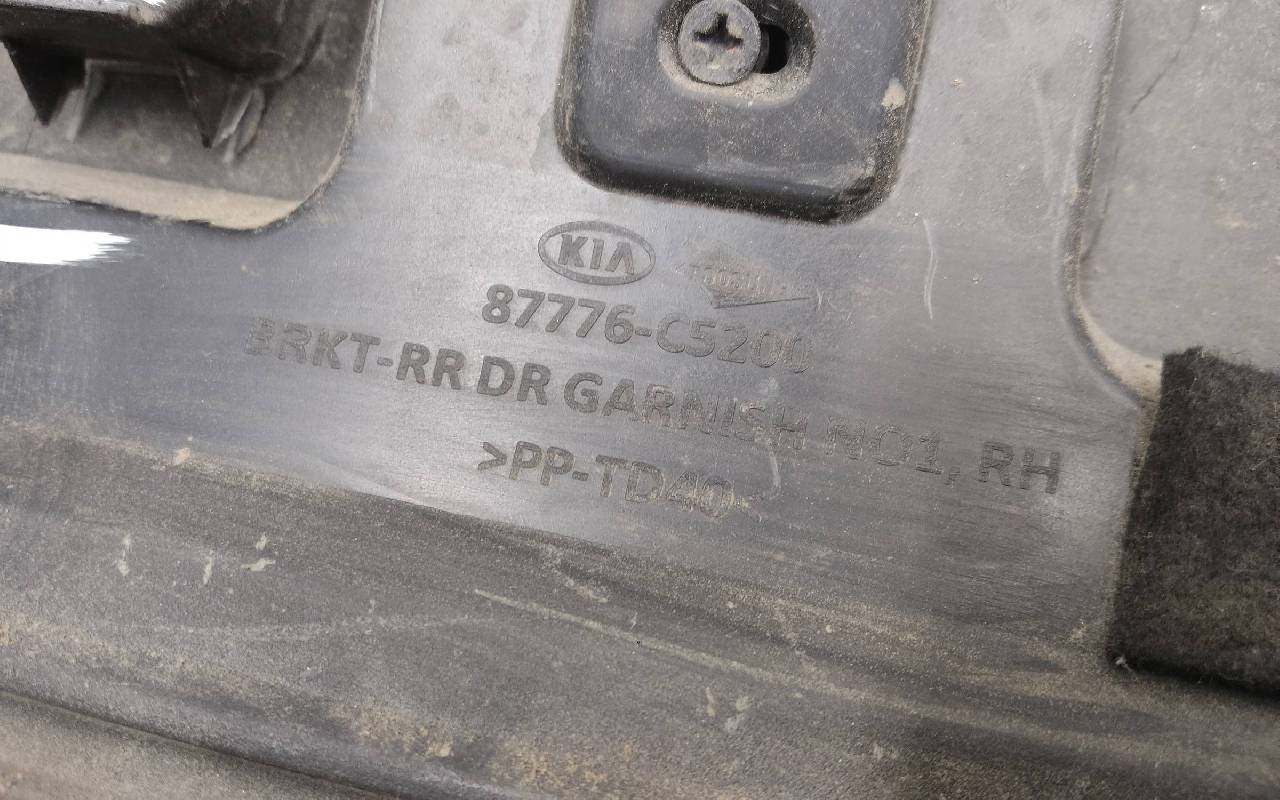 KIA
87776-C5200
BRKT-RR DR GARNISH NO1, RH
>PP-TD40<